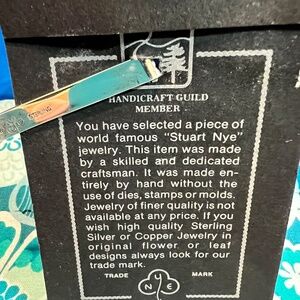 STERLING
HANDICRAFT GUILD
MEMBER
You have selected a piece of
world famous "Stuart Nye"
jewelry. This item was made
by a skilled and dedicated
craftsman. It was made en-
tirely by hand without the
use of dies, stamps or molds.
Jewelry of finer quality is not
available at any price. If you
wish high quality Sterling
Silver or Copper Jewelry in
original flower or leaf
designs always look for our
trade mark.
TRADE MARK
N Y E